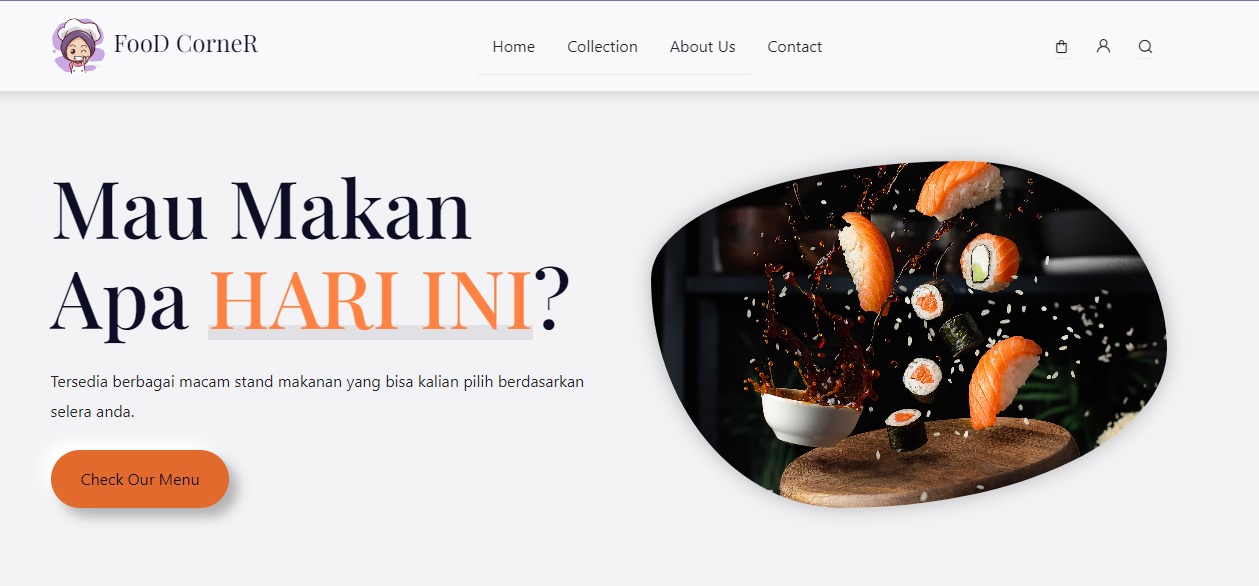 FooD CorneR
Home Collection About Us Contact
Mau Makan
Apa HARI INI?
Tersedia berbagai macam stand makanan yang bisa kalian pilih berdasarkan
selera anda.
Check Our Menu